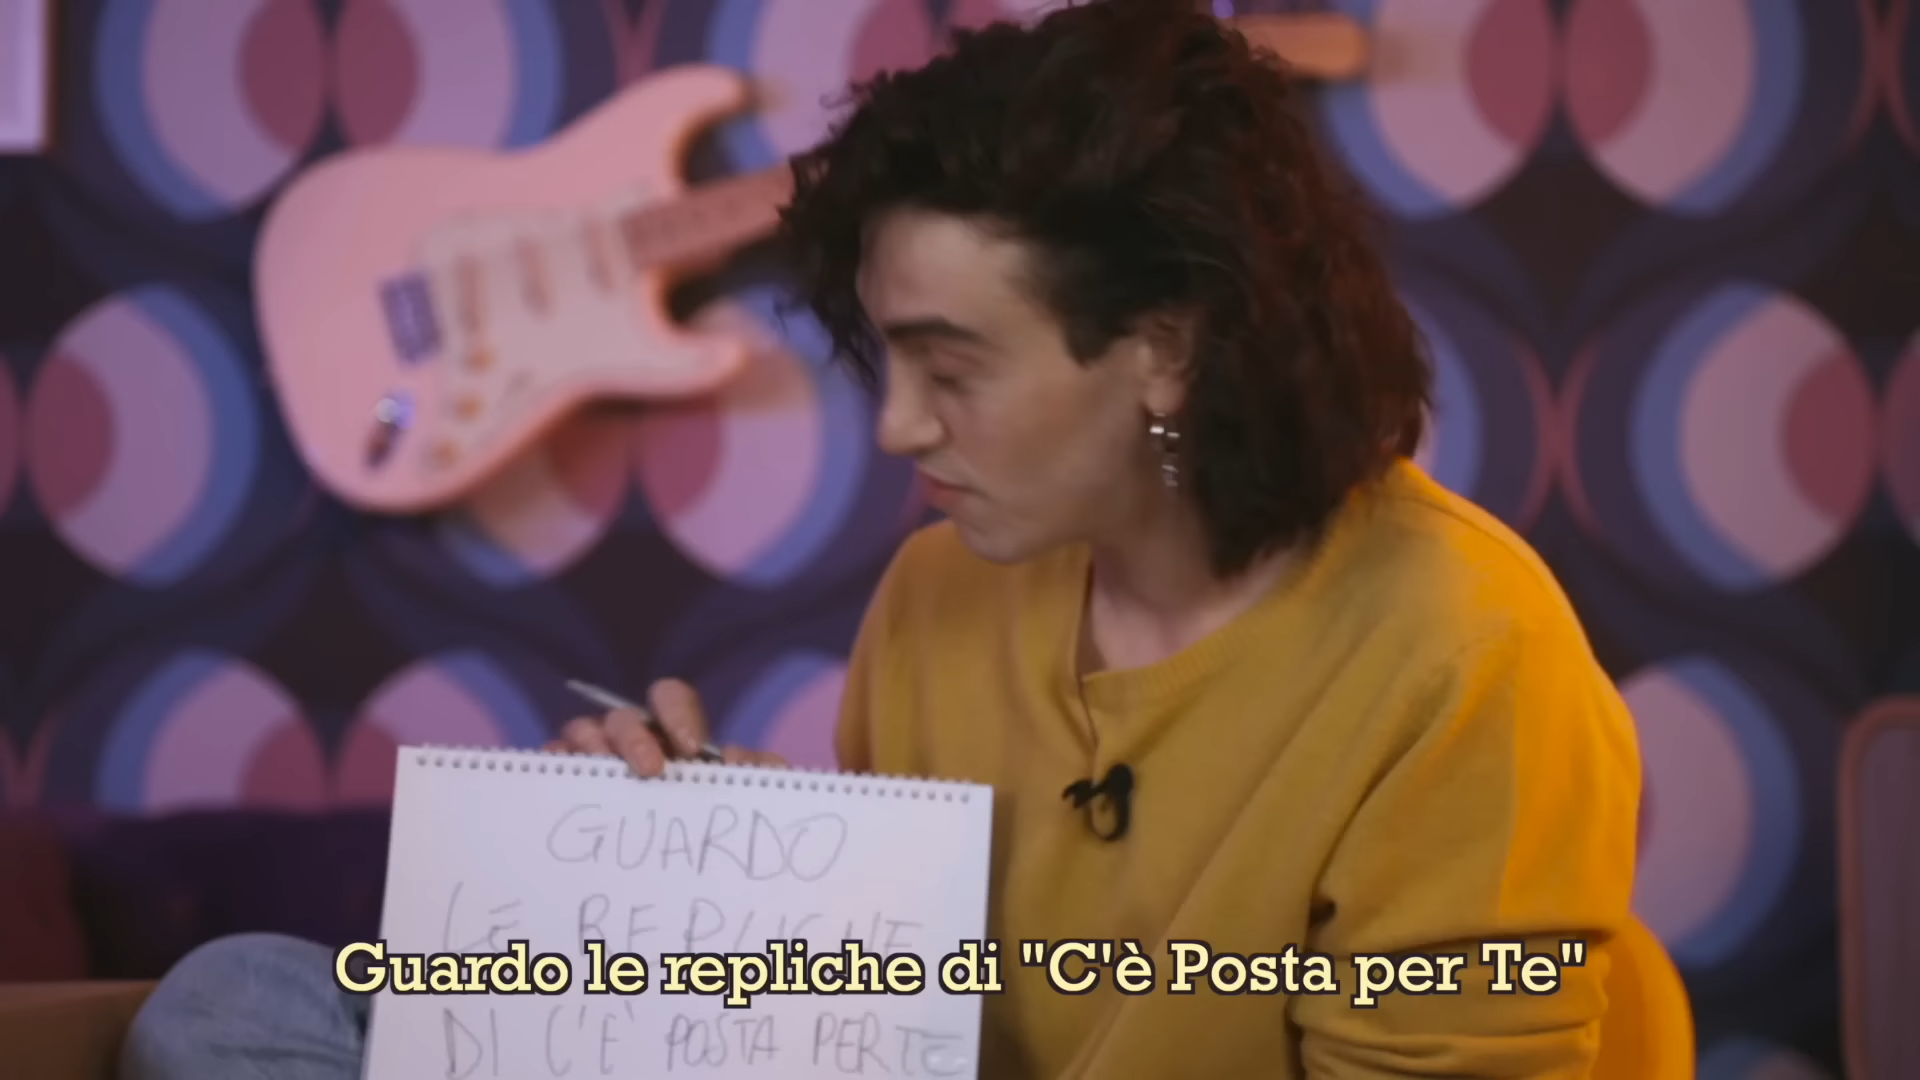 GUARDO
LE REPLICHE
DI C'E' POSTA PER TE
Guardo le repliche di "C'è Posta per Te"